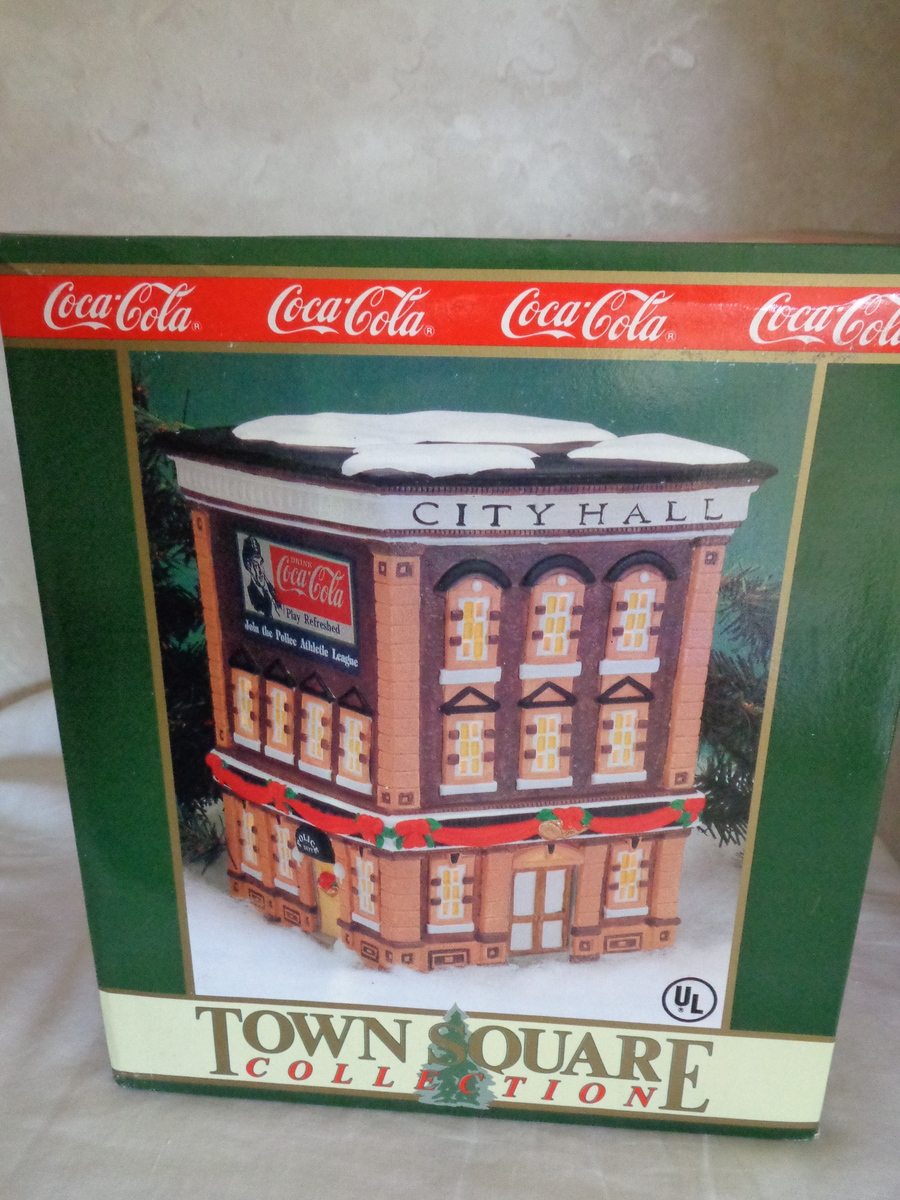 Coca-Cola® Coca-Cola® Coca-Cola® Coca-Cola
CITY HALL
DRINK
Coca-Cola
Play Refreshed
Join the Police Athletic League
POLICE
UL®
TOWN SQUARE
COLLECTION